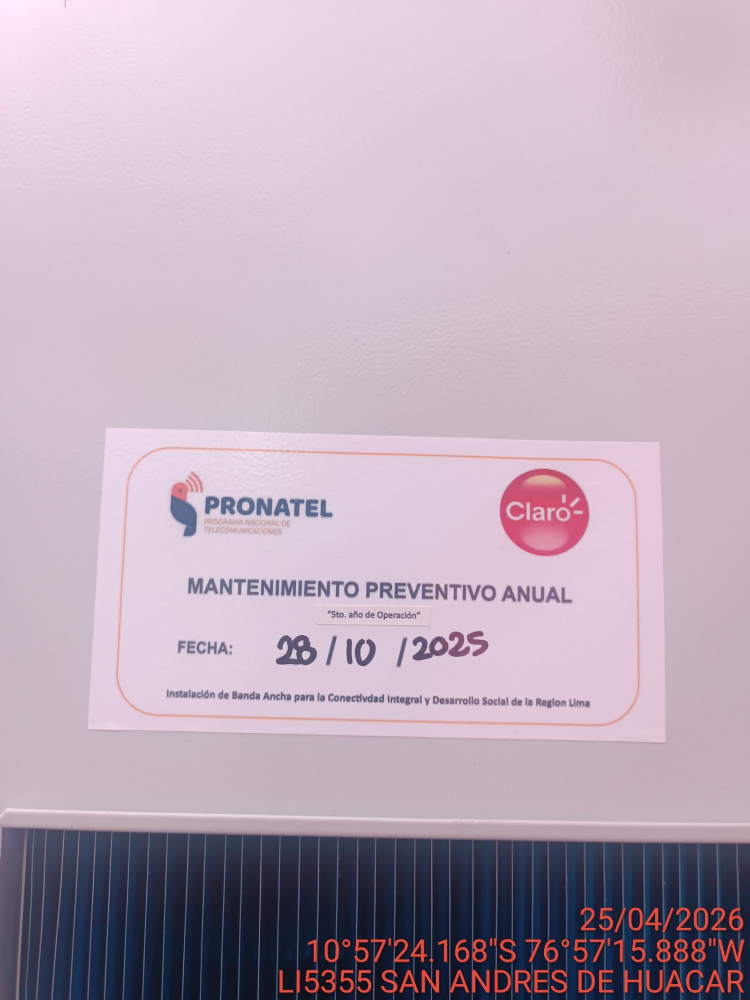 PRONATEL
PROGRAMA NACIONAL DE
TELECOMUNICACIONES
Claro
MANTENIMIENTO PREVENTIVO ANUAL
“5to. año de Operación”
FECHA: 28 / 10 / 2025
Instalación de Banda Ancha para la Conectivdad Integral y Desarrollo Social de la Region Lima
25/04/2026
10°57'24.168"S 76°57'15.888"W
LI5355 SAN ANDRES DE HUACAR